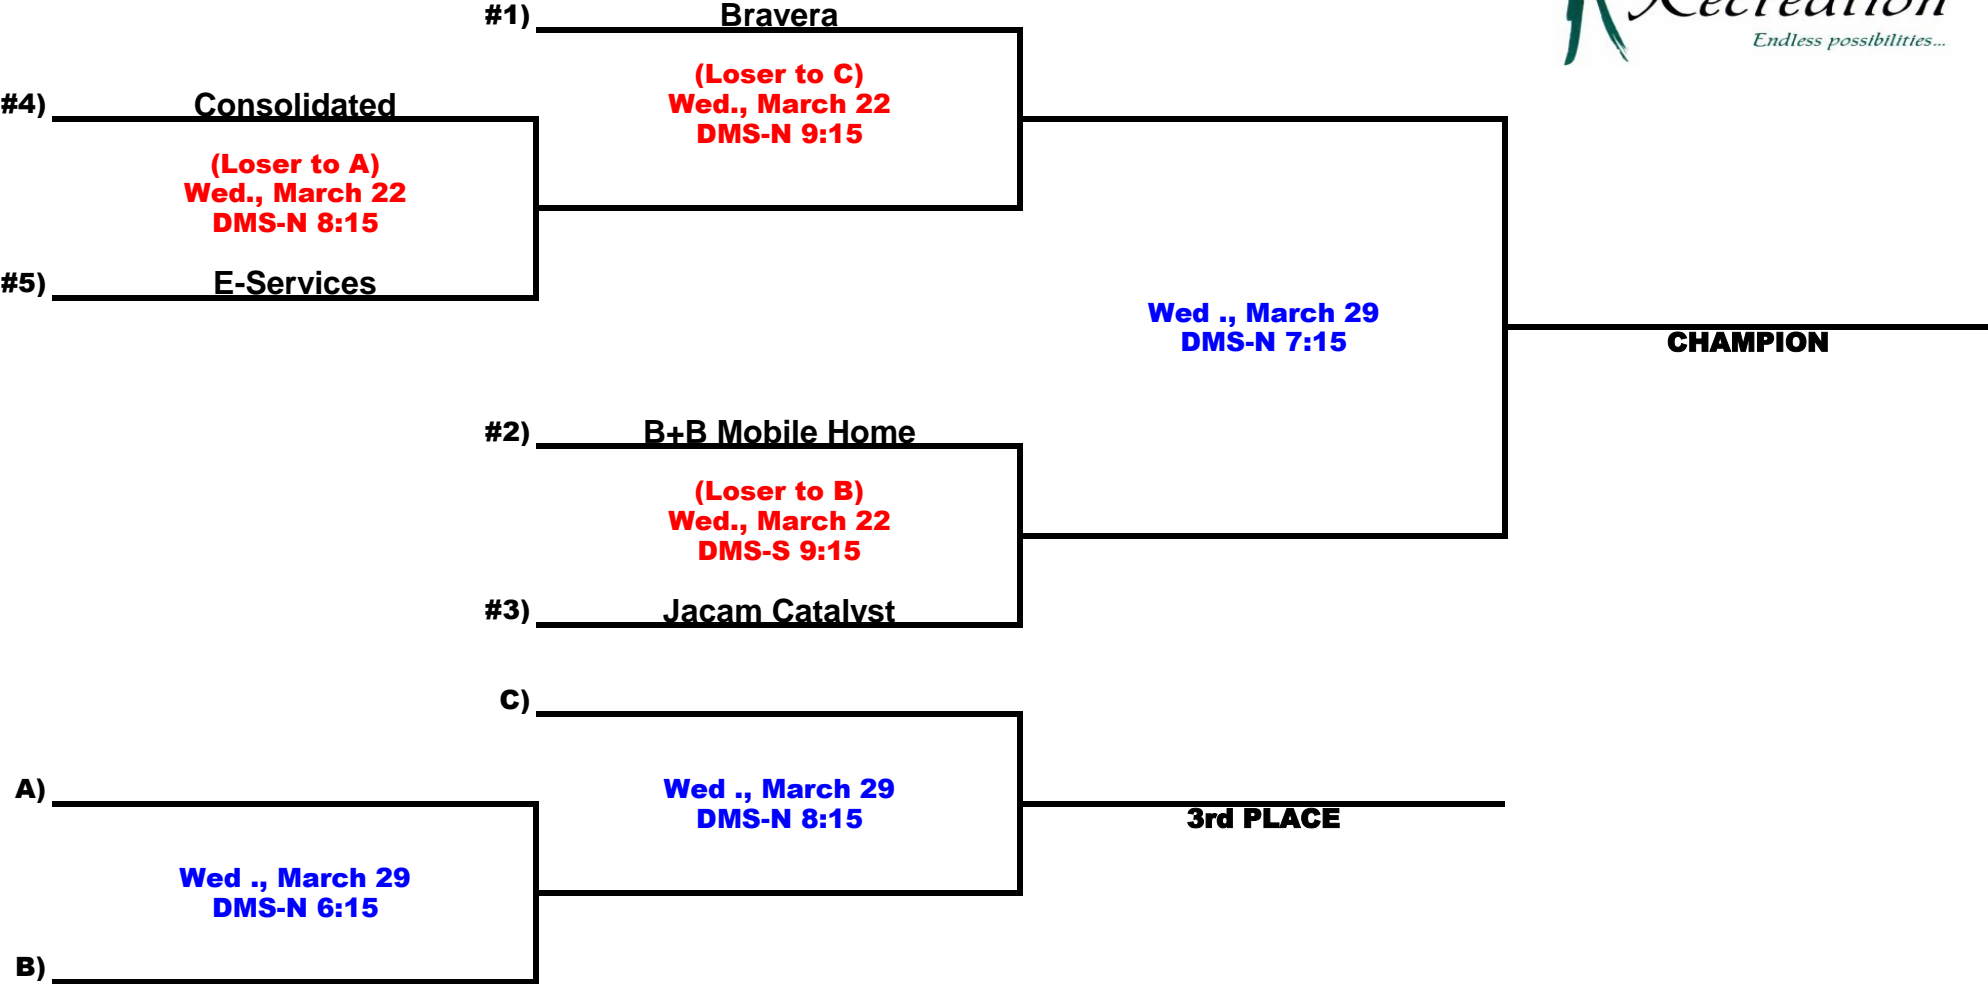 #1) Bravera
Recreation
Endless possibilities...
(Loser to C)
Wed., March 22
DMS-N 9:15
#4) Consolidated
(Loser to A)
Wed., March 22
DMS-N 8:15
#5) E-Services
Wed ., March 29
DMS-N 7:15
CHAMPION
#2) B+B Mobile Home
(Loser to B)
Wed., March 22
DMS-S 9:15
#3) Jacam Catalyst
C)
A)
Wed ., March 29
DMS-N 8:15
3rd PLACE
Wed ., March 29
DMS-N 6:15
B)